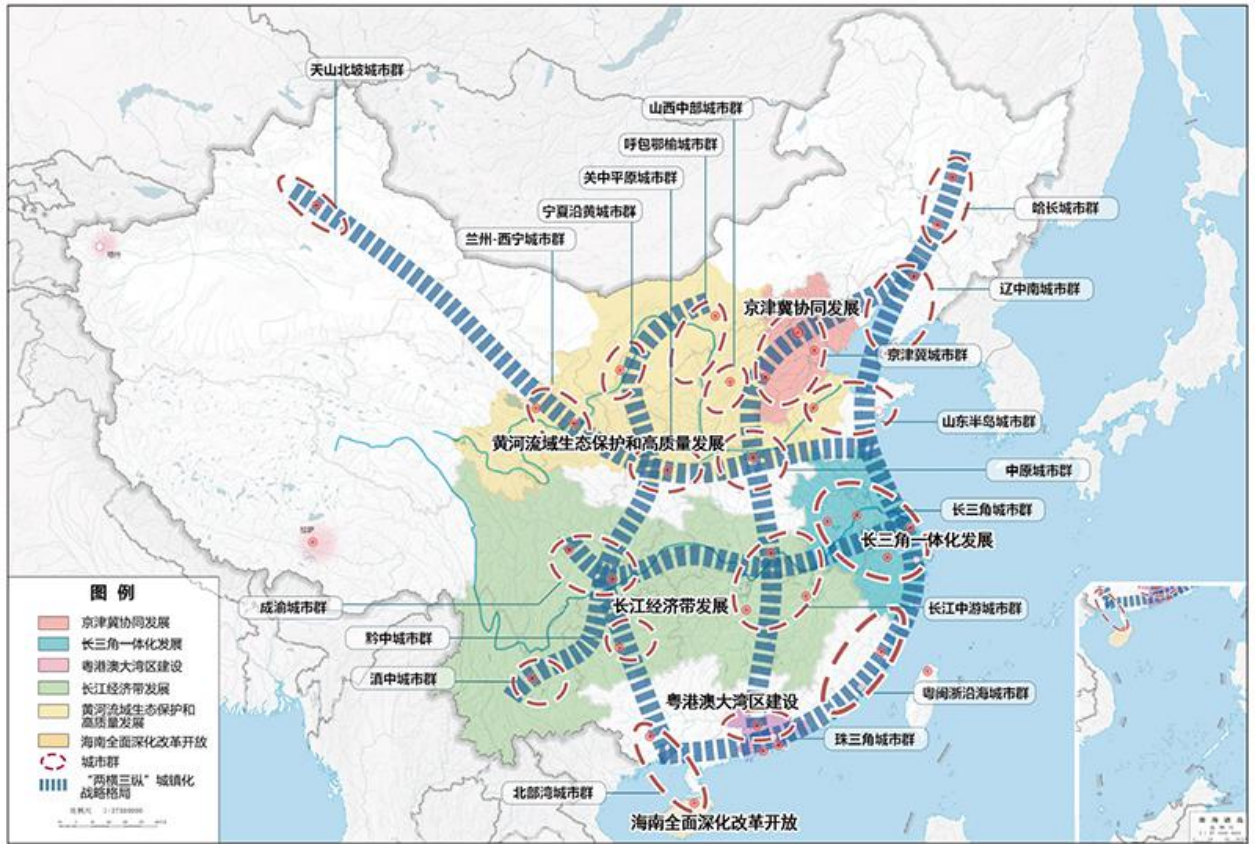 天山北坡城市群
山西中部城市群
呼包鄂榆城市群
关中平原城市群
宁夏沿黄城市群
兰州-西宁城市群
哈长城市群
辽中南城市群
京津冀协同发展
京津冀城市群
山东半岛城市群
黄河流域生态保护和高质量发展
中原城市群
长三角城市群
长三角一体化发展
拉萨
成渝城市群
长江经济带发展
长江中游城市群
黔中城市群
滇中城市群
粤闽浙沿海城市群
粤港澳大湾区建设
珠三角城市群
北部湾城市群
海南全面深化改革开放
图 例
京津冀协同发展
长三角一体化发展
粤港澳大湾区建设
长江经济带发展
黄河流域生态保护和
高质量发展
海南全面深化改革开放
城市群
“两横三纵”城镇化
战略格局
南海诸岛